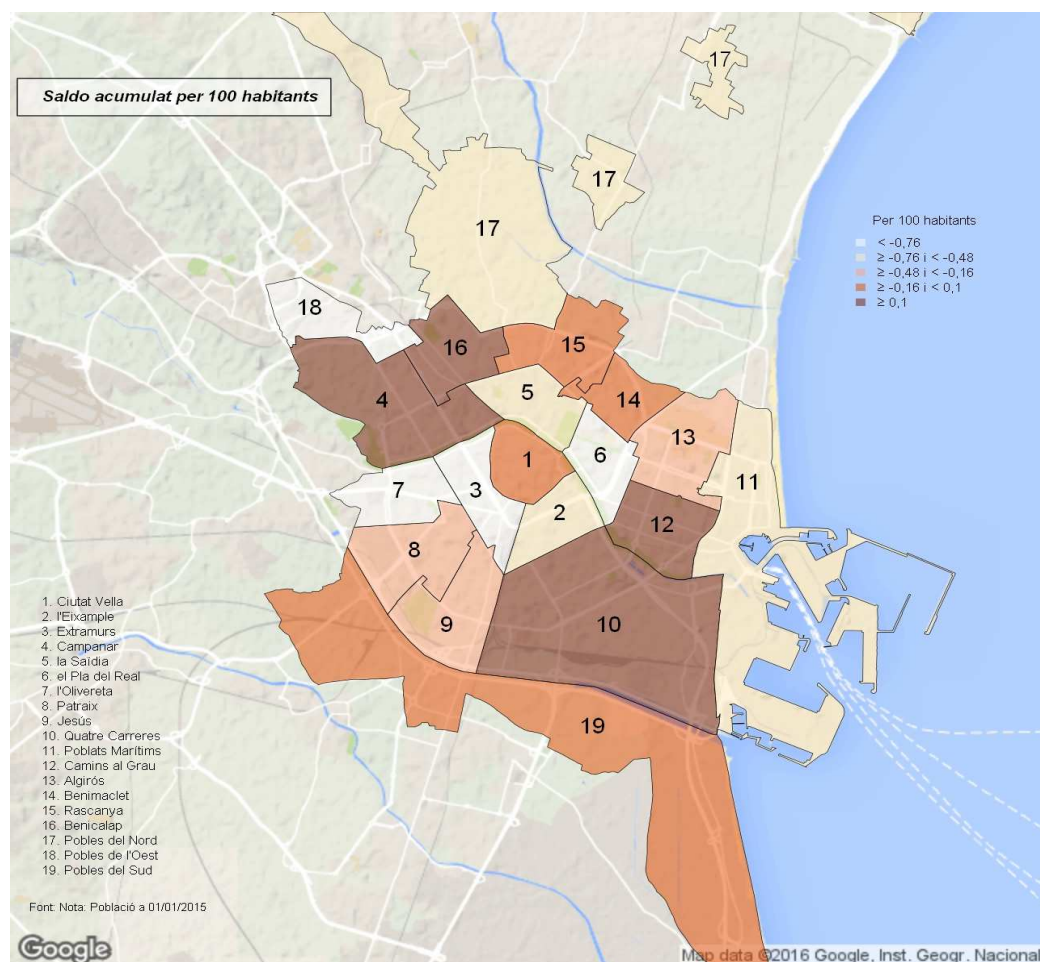 Saldo acumulat per 100 habitants
17
17
17
Per 100 habitants
< -0,76
≥ -0,76 i < -0,48
≥ -0,48 i < -0,16
≥ -0,16 i < 0,1
≥ 0,1
18
16
15
4
5
14
13
1
6
3
7
2
11
12
8
9
10
19
1. Ciutat Vella
2. l'Eixample
3. Extramurs
4. Campanar
5. la Saïdia
6. el Pla del Real
7. l'Olivereta
8. Patraix
9. Jesús
10. Quatre Carreres
11. Poblats Marítims
12. Camins al Grau
13. Algirós
14. Benimaclet
15. Rascanya
16. Benicalap
17. Pobles del Nord
18. Pobles de l'Oest
19. Pobles del Sud
Font: Nota: Població a 01/01/2015
Google
Map data ©2016 Google, Inst. Geogr. Nacional